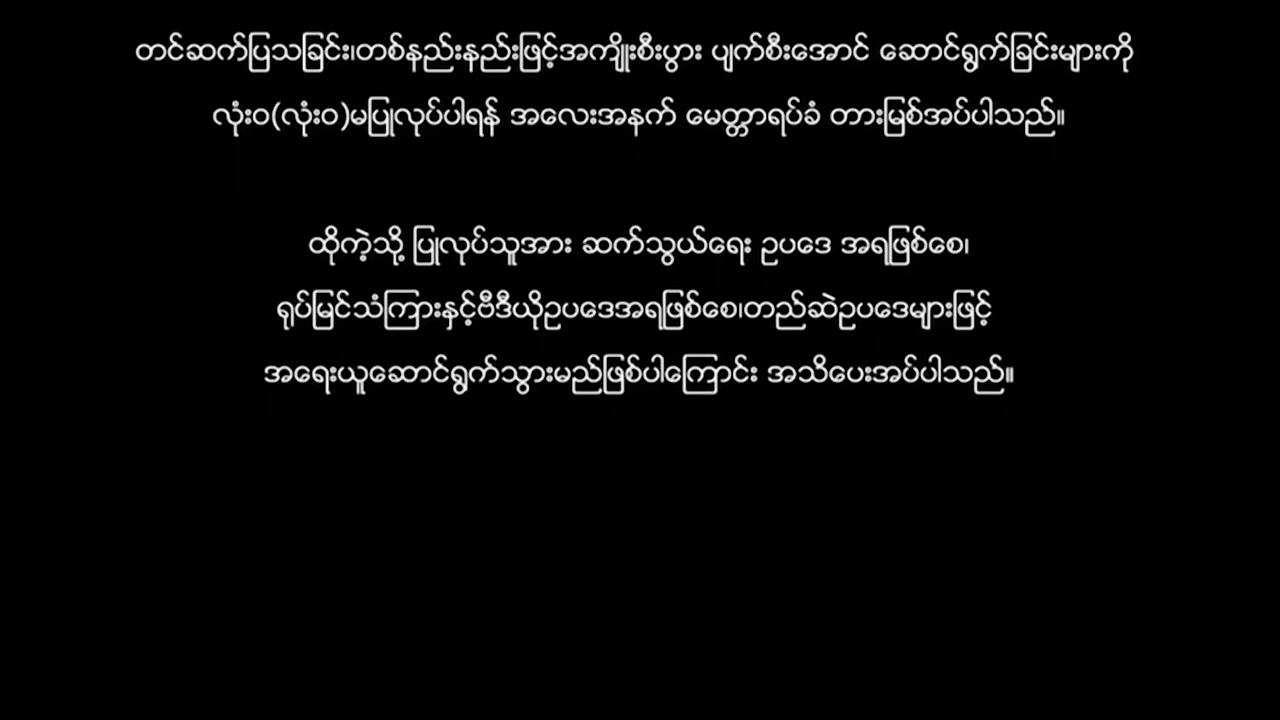 တင်ဆက်ပြသခြင်း၊တစ်နည်းနည်းဖြင့်အကျိုးစီးပွား ပျက်စီးအောင် ဆောင်ရွက်ခြင်းများကို
လုံးဝ(လုံးဝ)မပြုလုပ်ပါရန် အလေးအနက် မေတ္တာရပ်ခံ တားမြစ်အပ်ပါသည်။
ထိုကဲ့သို့ ပြုလုပ်သူအား ဆက်သွယ်ရေး ဥပဒေ အရဖြစ်စေ၊
ရုပ်မြင်သံကြားနှင့်ဗီဒီယိုဥပဒေအရဖြစ်စေ၊တည်ဆဲဥပဒေများဖြင့်
အရေးယူဆောင်ရွက်သွားမည်ဖြစ်ပါကြောင်း အသိပေးအပ်ပါသည်။